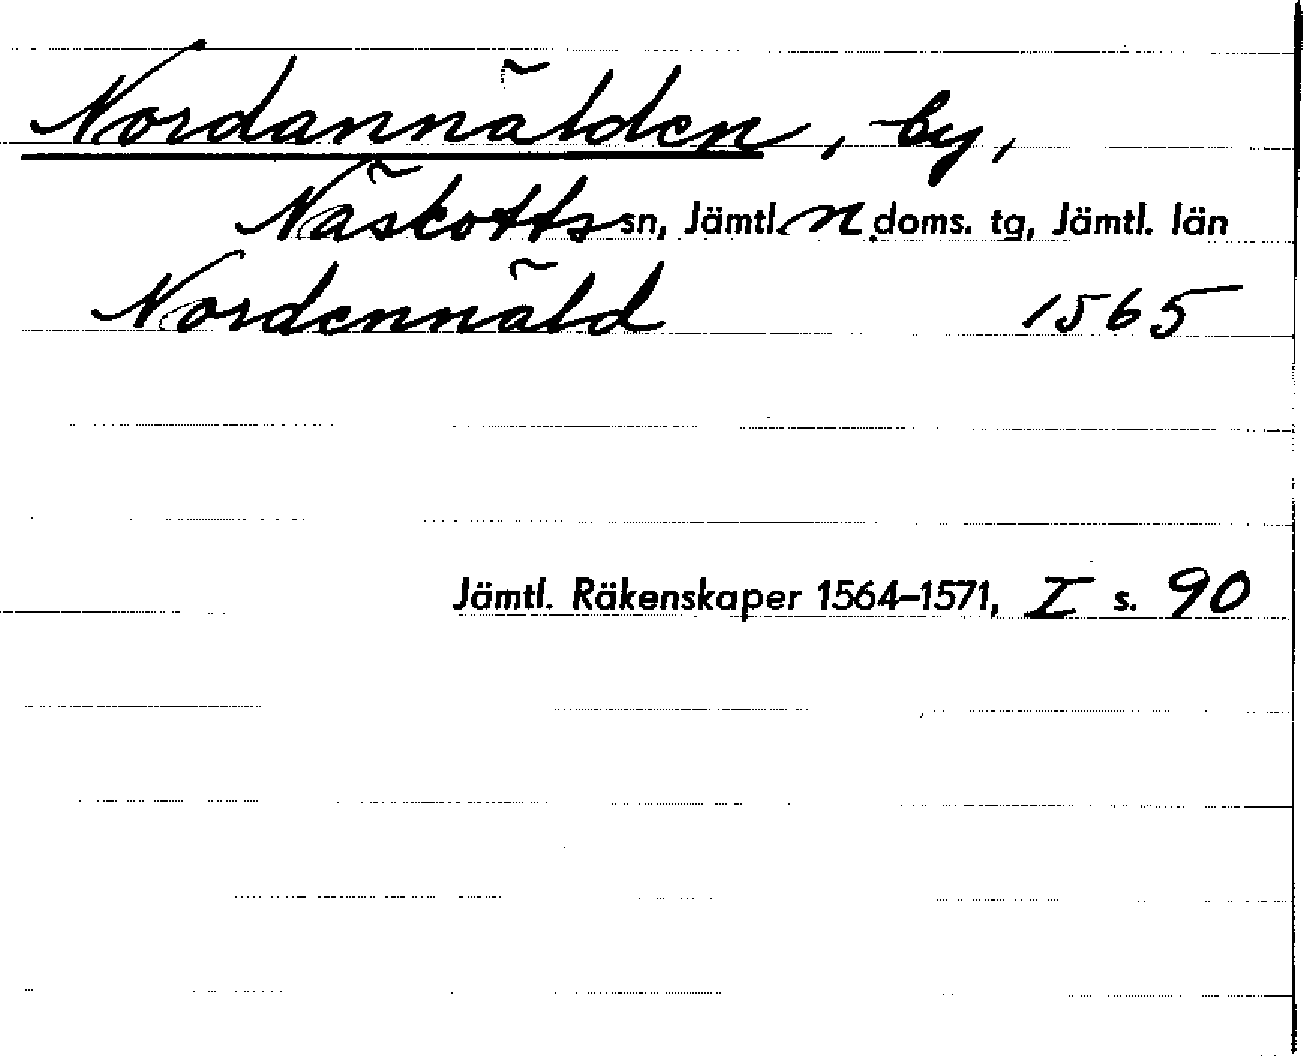 Nordannälden, by,
Näskotts sn, Jämtl. n doms. tg, Jämtl. län
Nordennäld 1565
Jämtl. Räkenskaper 1564–1571, I s. 90